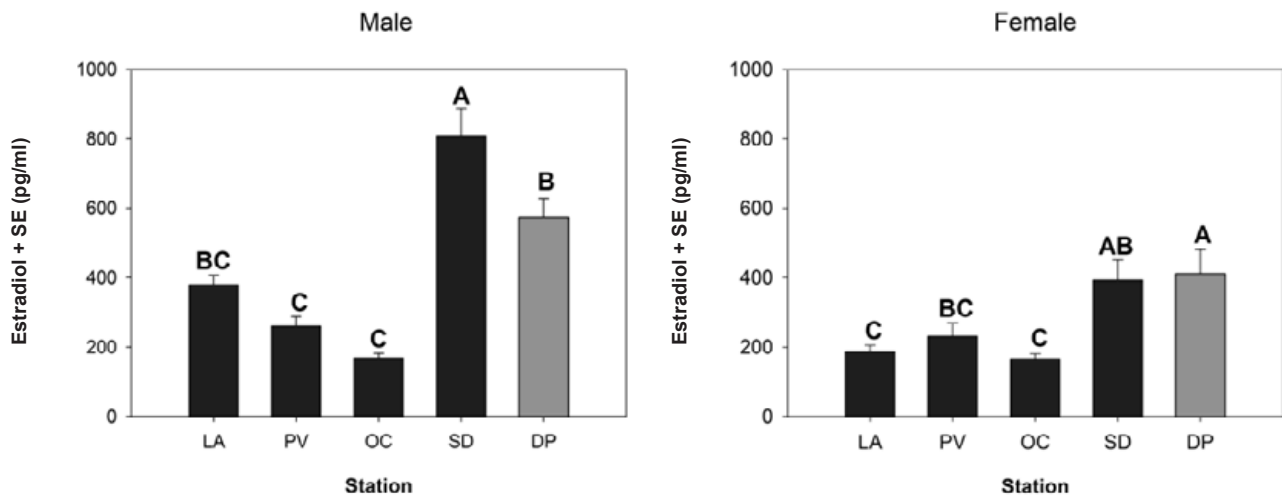 Male
Estradiol + SE (pg/ml)
1000
800
600
400
200
0
BC
C
C
A
B
LA PV OC SD DP
Station
Female
Estradiol + SE (pg/ml)
1000
800
600
400
200
0
C
BC
C
AB
A
LA PV OC SD DP
Station